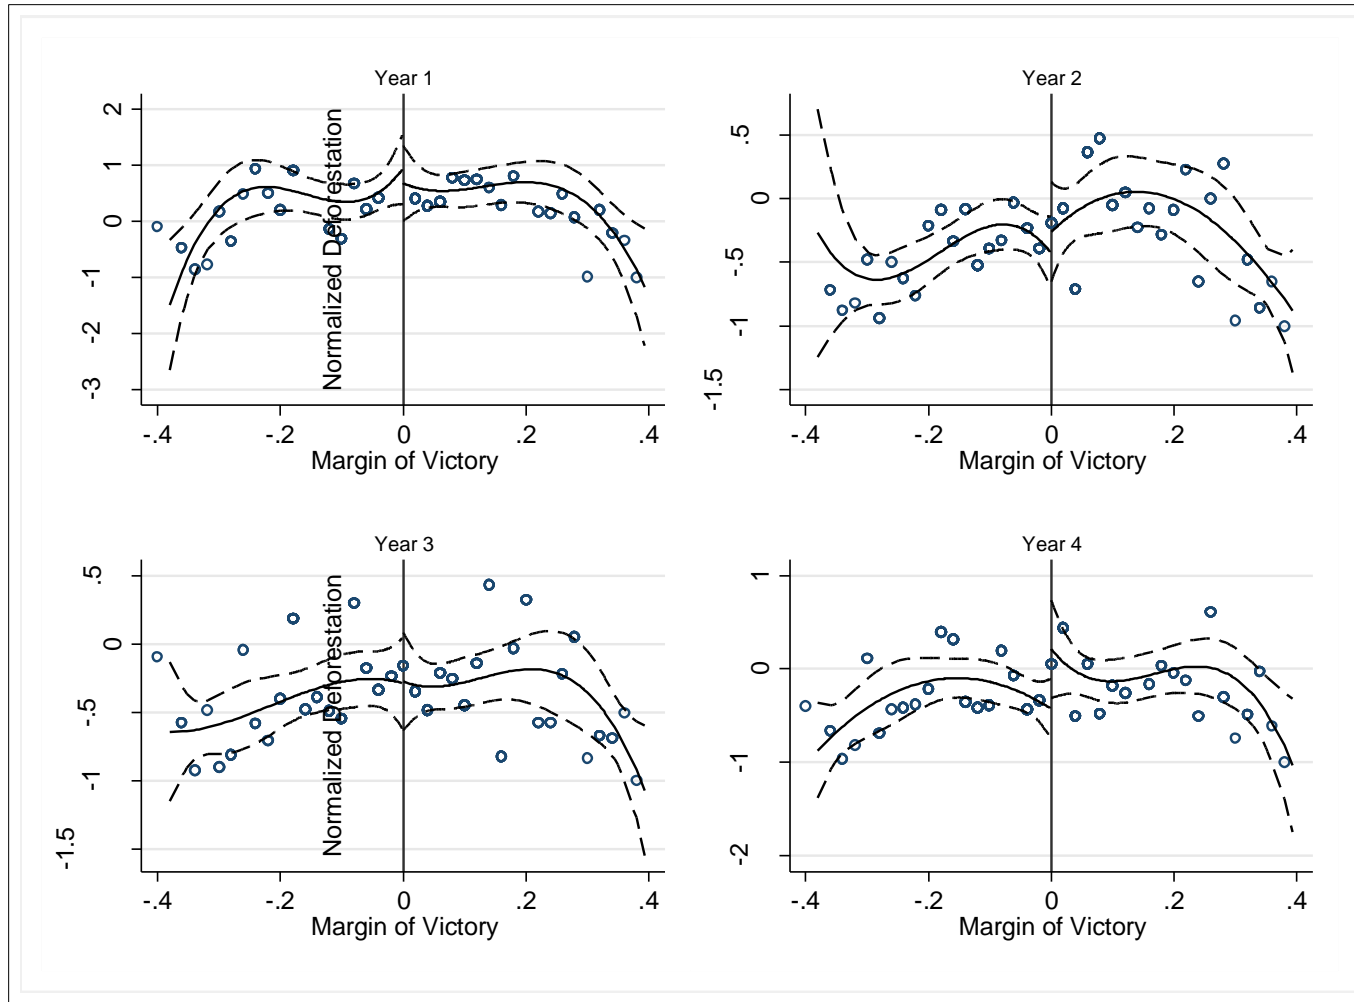 Year 1
Normalized Deforestation
2
1
0
-1
-2
-3
-.4 -.2 0 .2 .4
Margin of Victory
Year 2
.5
0
-.5
-1
-1.5
-.4 -.2 0 .2 .4
Margin of Victory
Year 3
Normalized Deforestation
.5
0
-.5
-1
-1.5
-.4 -.2 0 .2 .4
Margin of Victory
Year 4
1
0
-1
-2
-.4 -.2 0 .2 .4
Margin of Victory